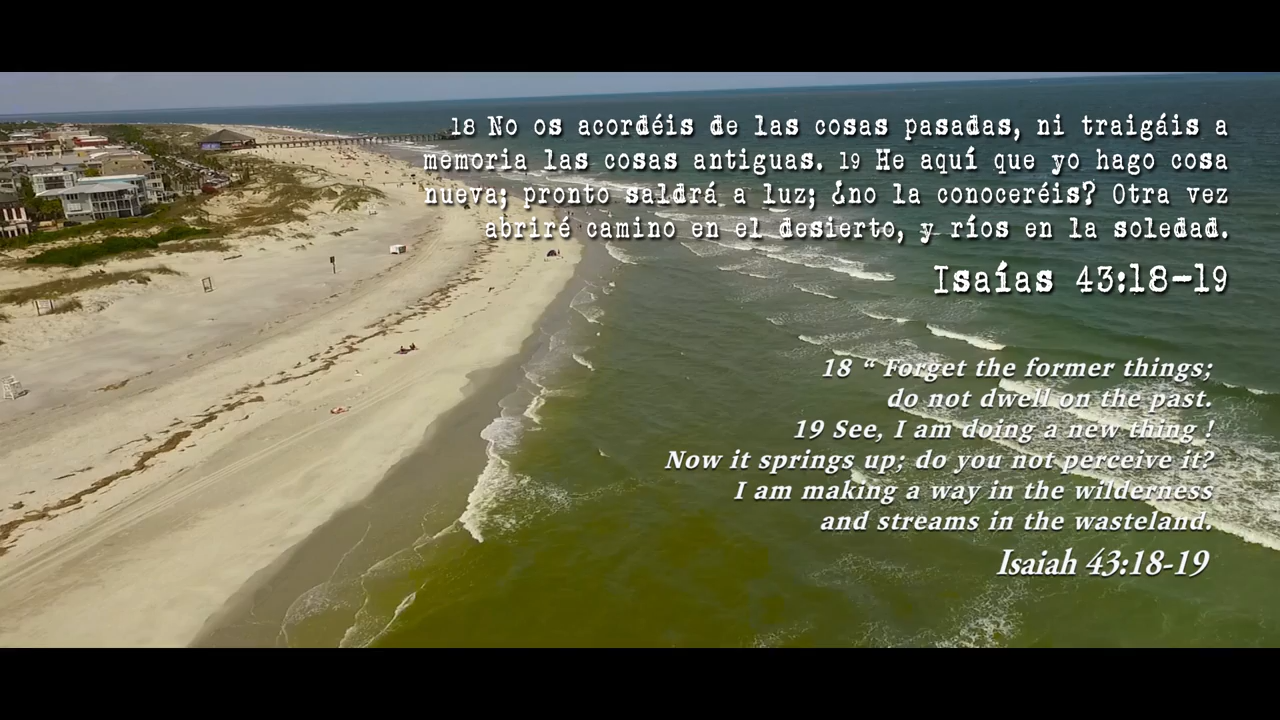 18 No os acordéis de las cosas pasadas, ni traigáis a
memoria las cosas antiguas. 19 He aquí que yo hago cosa
nueva; pronto saldrá a luz; ¿no la conoceréis? Otra vez
abriré camino en el desierto, y ríos en la soledad.
Isaías 43:18-19
18 “ Forget the former things;
do not dwell on the past.
19 See, I am doing a new thing !
Now it springs up; do you not perceive it?
I am making a way in the wilderness
and streams in the wasteland.
Isaiah 43:18-19